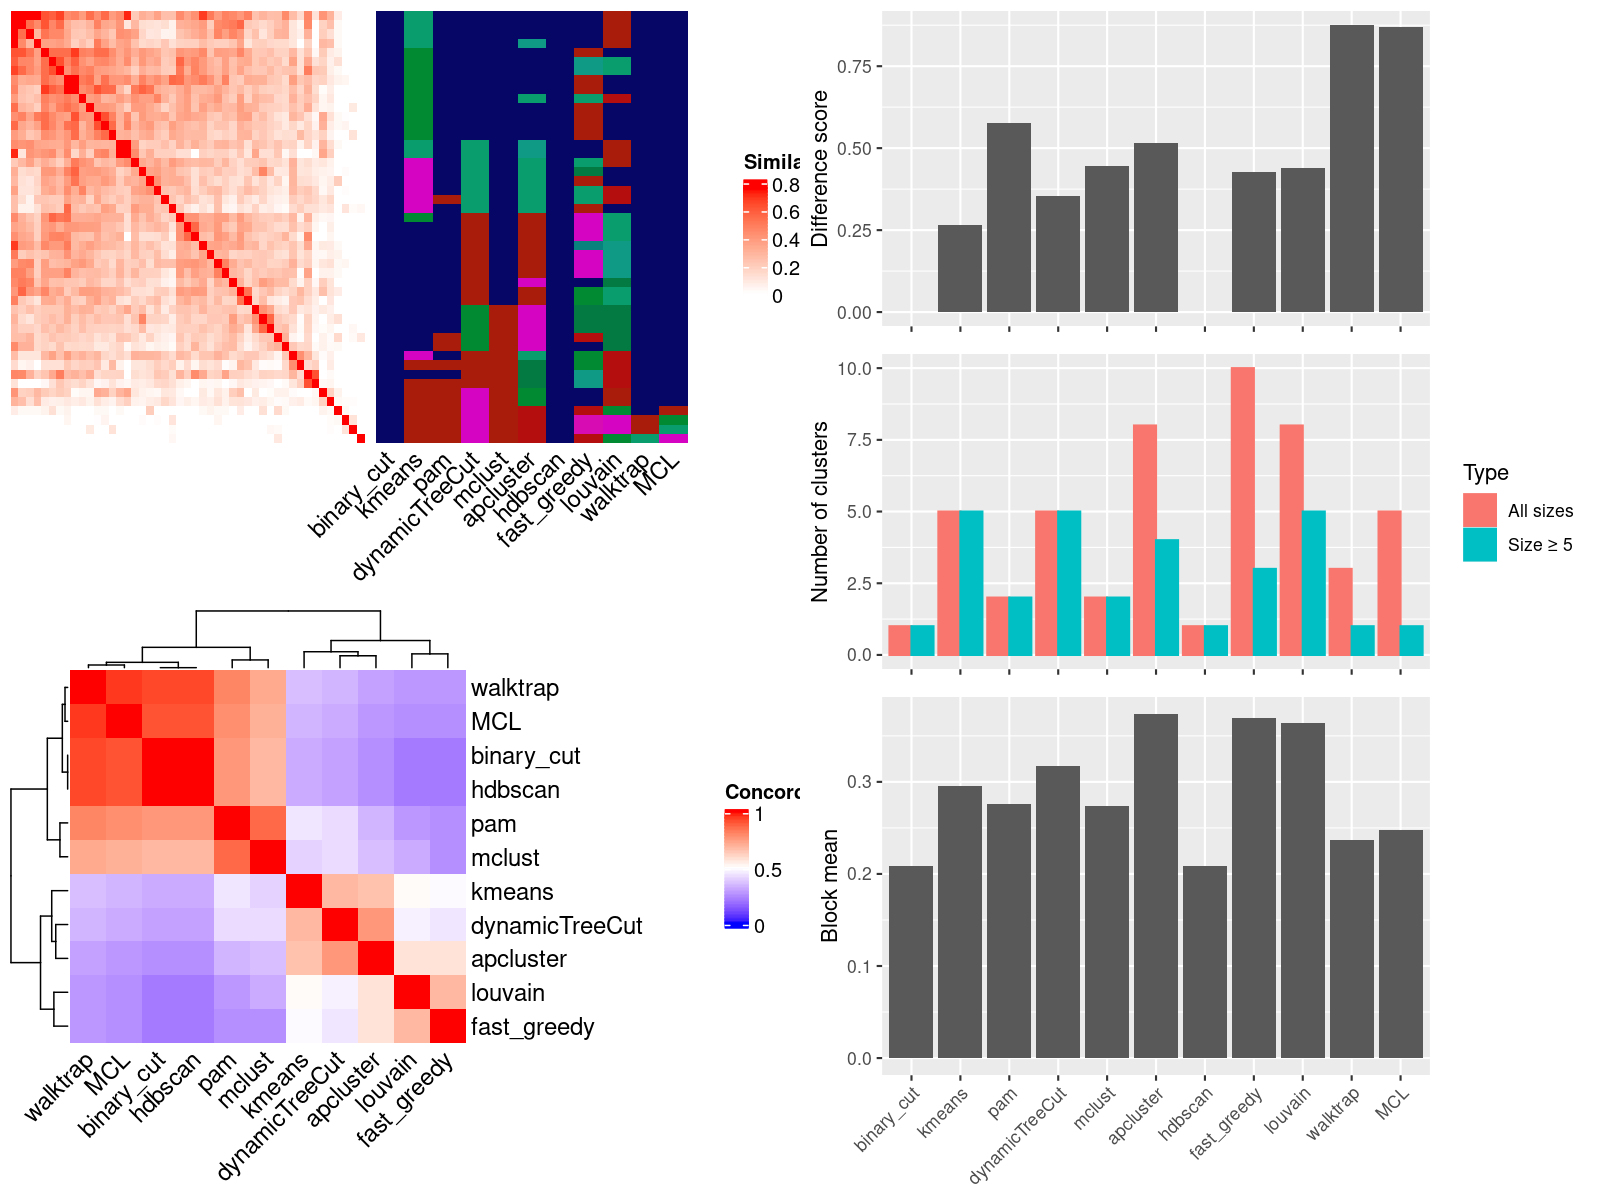 Simila
0.8
0.6
0.4
0.2
0
binary_cut
kmeans
pam
dynamicTreeCut
mclust
apcluster
hdbscan
fast_greedy
louvain
walktrap
MCL
Difference score
0.75
0.50
0.25
0.00
Number of clusters
10.0
7.5
5.0
2.5
0.0
Type
All sizes
Size ≥ 5
walktrap
MCL
binary_cut
hdbscan
pam
mclust
kmeans
dynamicTreeCut
apcluster
louvain
fast_greedy
walktrap
MCL
binary_cut
hdbscan
pam
mclust
kmeans
dynamicTreeCut
apcluster
louvain
fast_greedy
Concord
1
0.5
0
Block mean
0.3
0.2
0.1
0.0
binary_cut
kmeans
pam
dynamicTreeCut
mclust
apcluster
hdbscan
fast_greedy
louvain
walktrap
MCL